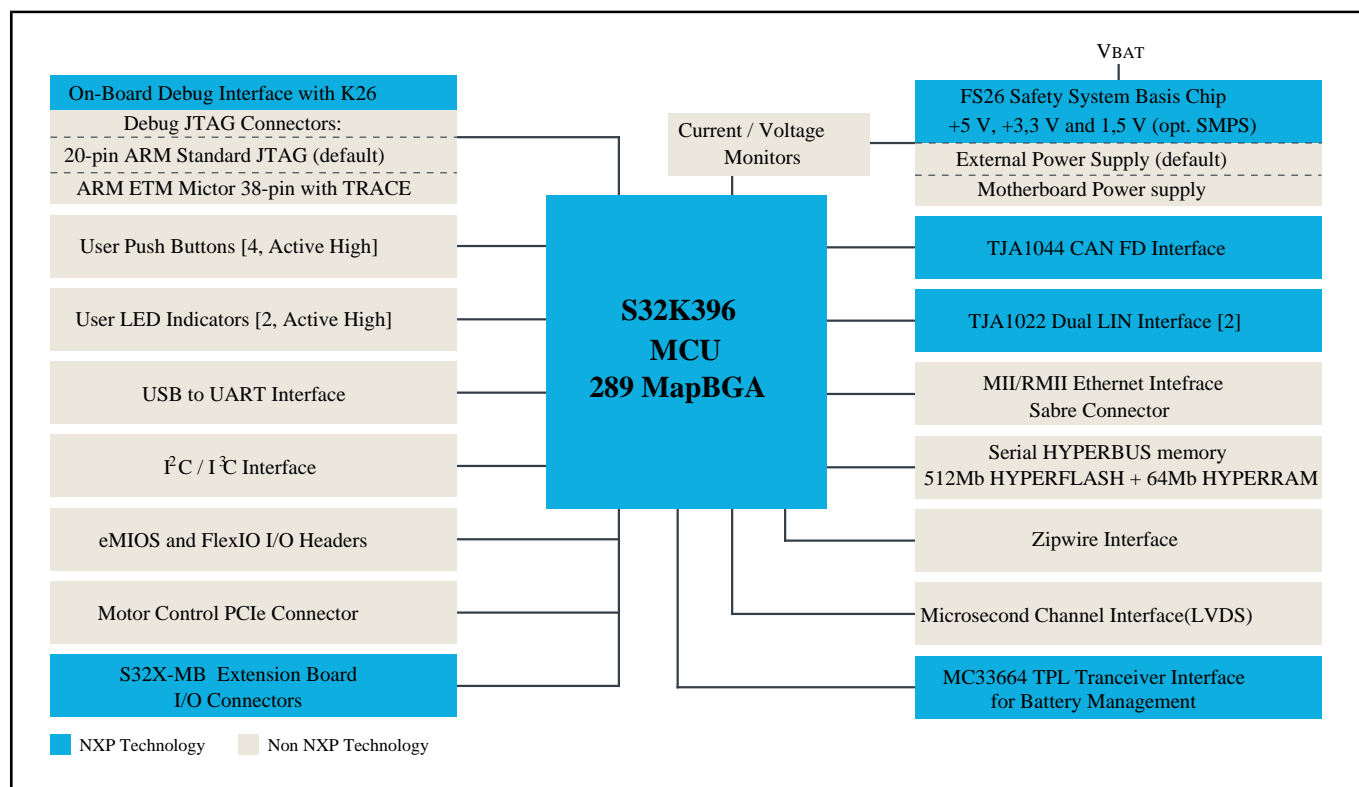 VBAT
On-Board Debug Interface with K26
Debug JTAG Connectors:
20-pin ARM Standard JTAG (default)
ARM ETM Mictor 38-pin with TRACE
User Push Buttons [4, Active High]
User LED Indicators [2, Active High]
USB to UART Interface
I²C / I³C Interface
eMIOS and FlexIO I/O Headers
Motor Control PCIe Connector
S32X-MB Extension Board
I/O Connectors
Current / Voltage
Monitors
S32K396
MCU
289 MapBGA
FS26 Safety System Basis Chip
+5 V, +3,3 V and 1,5 V (opt. SMPS)
External Power Supply (default)
Motherboard Power supply
TJA1044 CAN FD Interface
TJA1022 Dual LIN Interface [2]
MII/RMII Ethernet Intefrace
Sabre Connector
Serial HYPERBUS memory
512Mb HYPERFLASH + 64Mb HYPERRAM
Zipwire Interface
Microsecond Channel Interface(LVDS)
MC33664 TPL Tranceiver Interface
for Battery Management
NXP Technology
Non NXP Technology